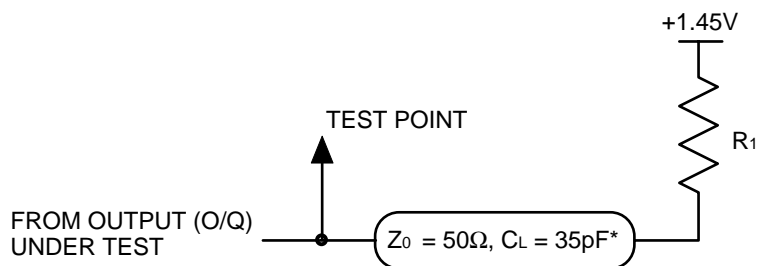 +1.45V
TEST POINT
R1
FROM OUTPUT (O/Q)
UNDER TEST
Z0 = 50Ω, CL = 35pF*